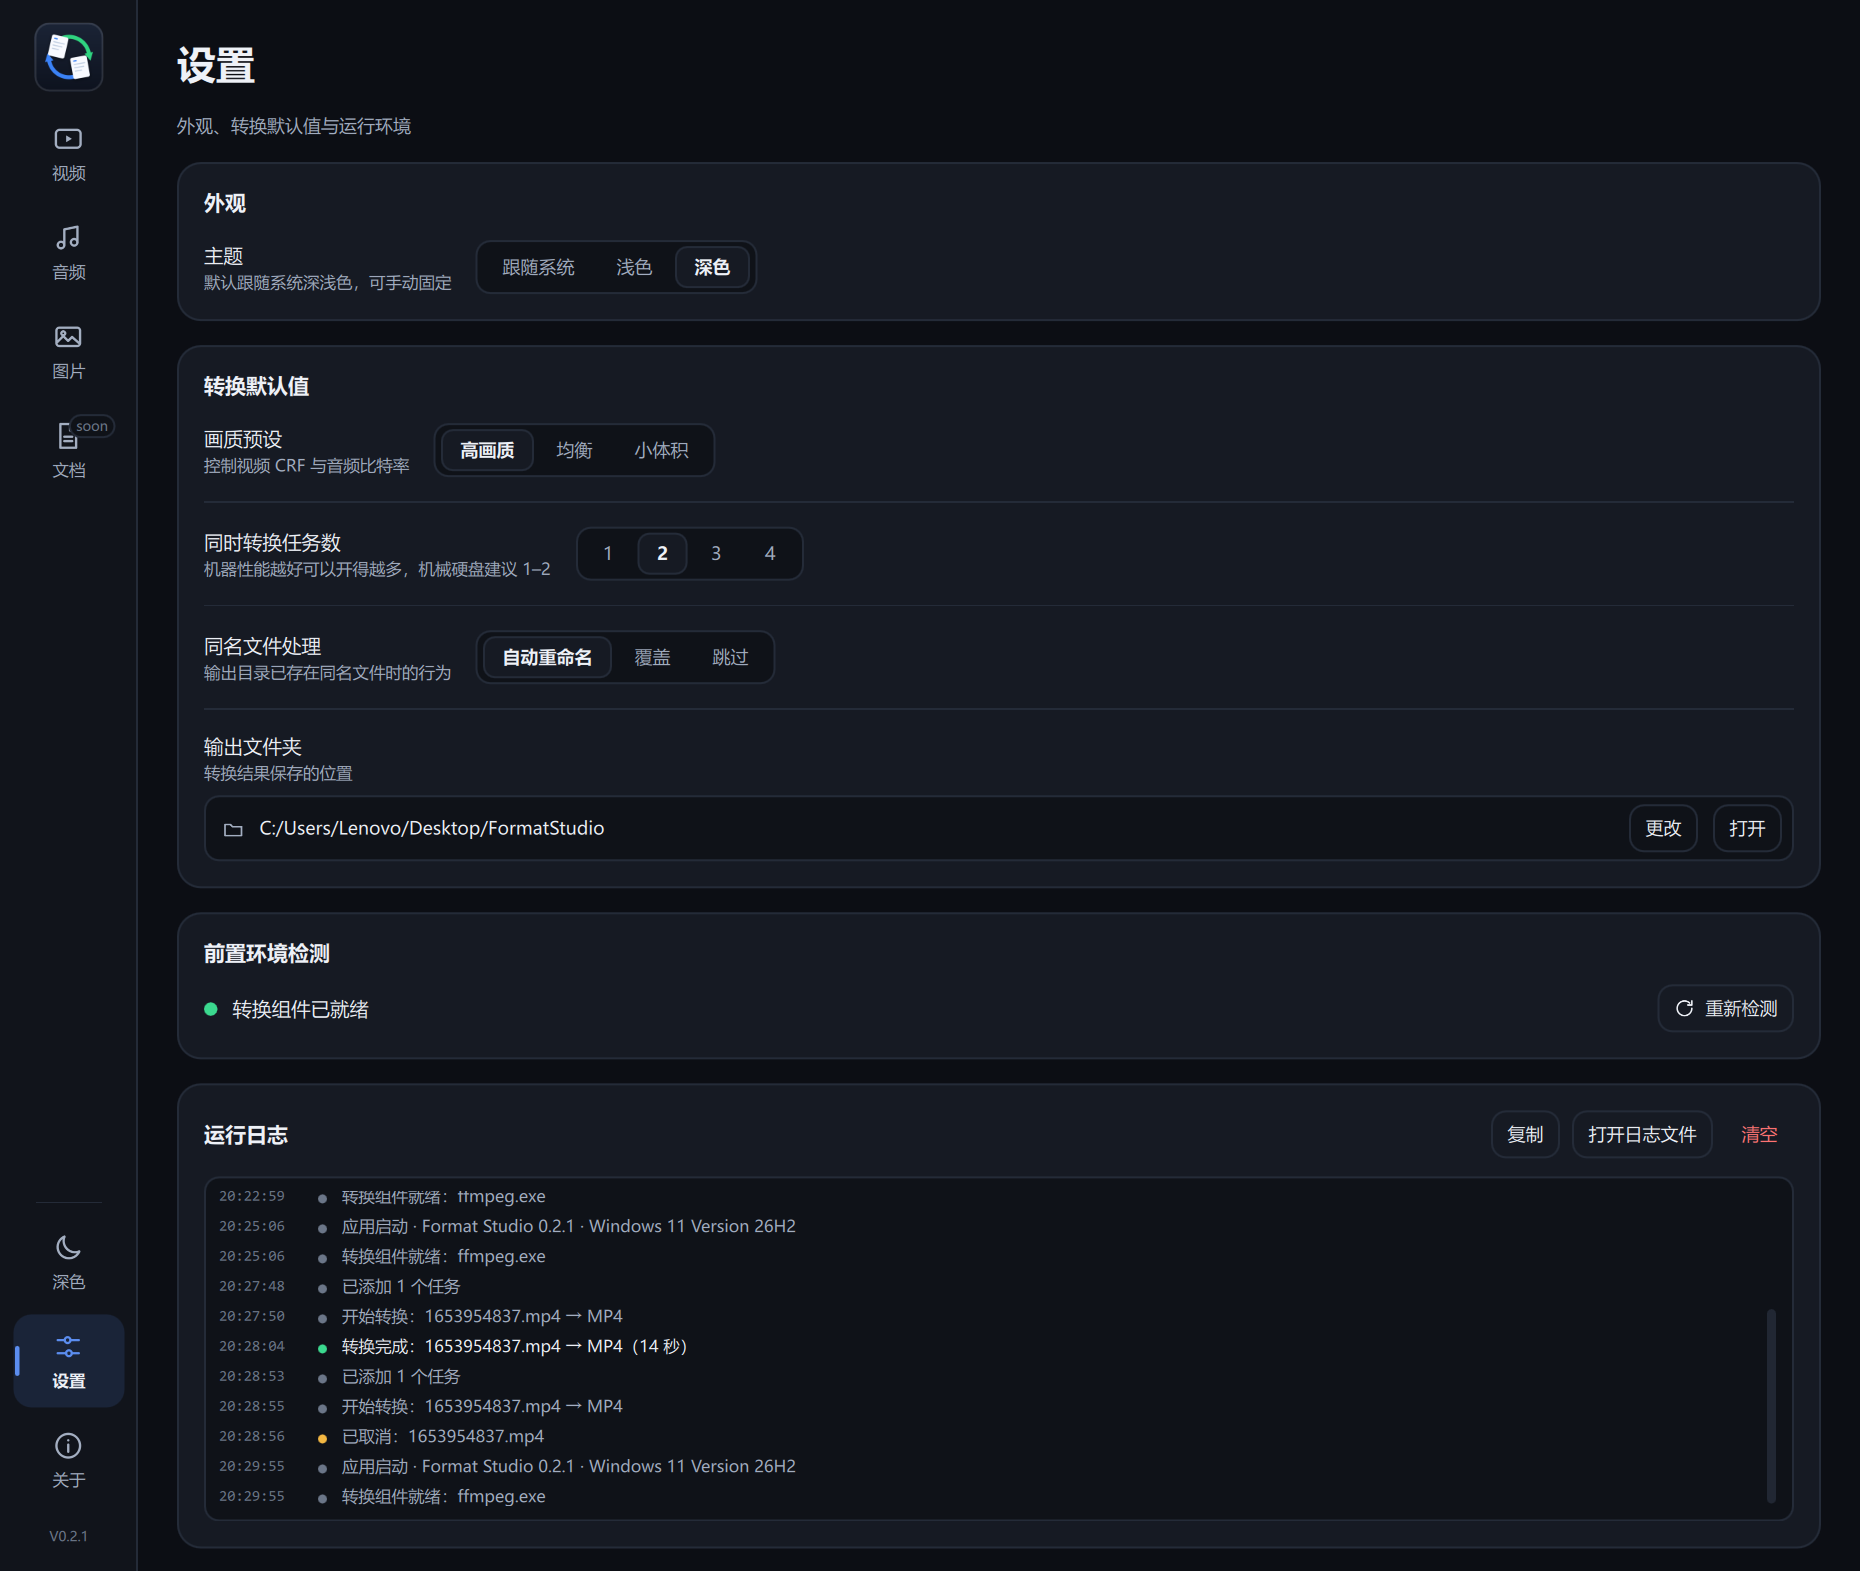 视频
音频
图片
soon
文档
深色
设置
关于
V0.2.1
设置
外观、转换默认值与运行环境
外观
主题
默认跟随系统深浅色，可手动固定
跟随系统 浅色 深色
转换默认值
画质预设
控制视频 CRF 与音频比特率
高画质 均衡 小体积
同时转换任务数
机器性能越好可以开得越多，机械硬盘建议 1–2
1 2 3 4
同名文件处理
输出目录已存在同名文件时的行为
自动重命名 覆盖 跳过
输出文件夹
转换结果保存的位置
C:/Users/Lenovo/Desktop/FormatStudio 更改 打开
前置环境检测
转换组件已就绪 重新检测
运行日志 复制 打开日志文件 清空
20:22:59 转换组件就绪：ffmpeg.exe
20:25:06 应用启动 · Format Studio 0.2.1 · Windows 11 Version 26H2
20:25:06 转换组件就绪：ffmpeg.exe
20:27:48 已添加 1 个任务
20:27:50 开始转换：1653954837.mp4 → MP4
20:28:04 转换完成：1653954837.mp4 → MP4（14 秒）
20:28:53 已添加 1 个任务
20:28:55 开始转换：1653954837.mp4 → MP4
20:28:56 已取消：1653954837.mp4
20:29:55 应用启动 · Format Studio 0.2.1 · Windows 11 Version 26H2
20:29:55 转换组件就绪：ffmpeg.exe